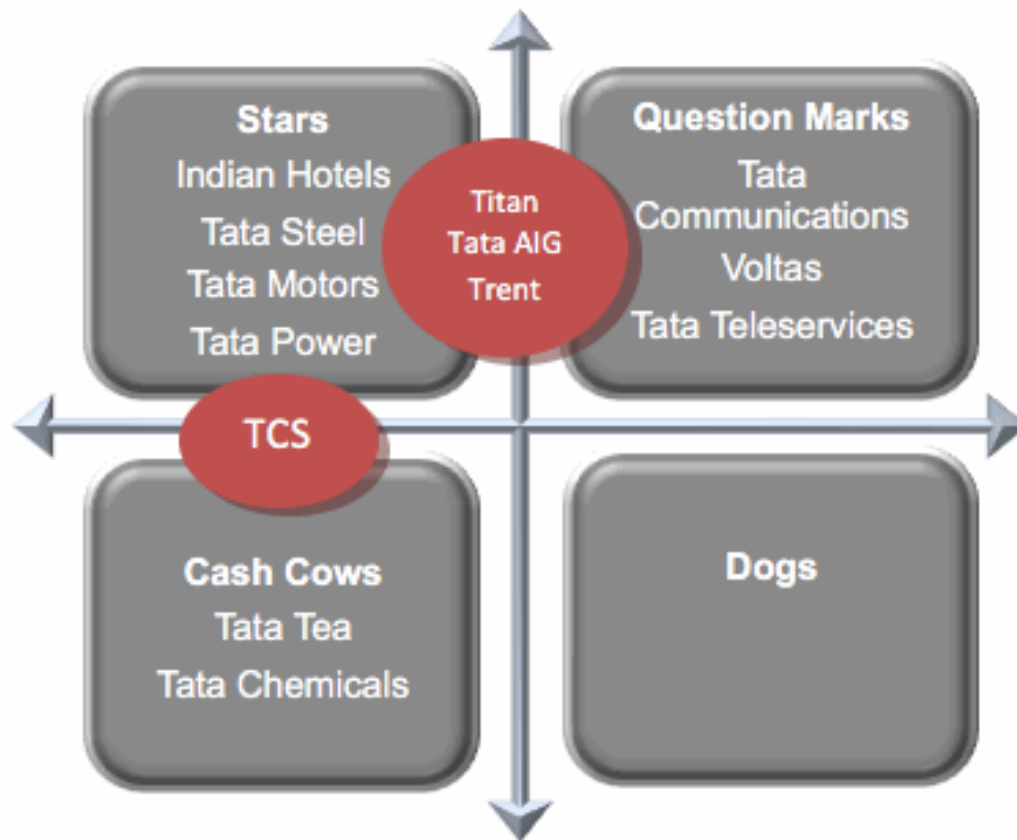 Stars
Indian Hotels
Tata Steel
Tata Motors
Tata Power
Titan
Tata AIG
Trent
Question Marks
Tata
Communications
Voltas
Tata Teleservices
TCS
Cash Cows
Tata Tea
Tata Chemicals
Dogs